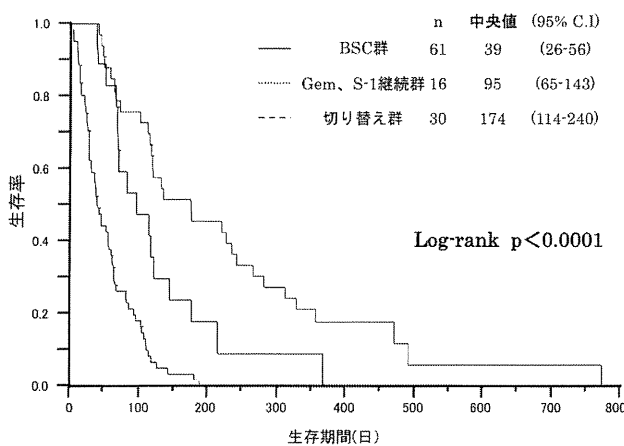 n 中央値 (95% C.I)
BSC群 61 39 (26-56)
Gem、S-1継続群 16 95 (65-143)
切り替え群 30 174 (114-240)
Log-rank p<0.0001
生存率
1.0
0.8
0.6
0.4
0.2
0.0
0 100 200 300 400 500 600 700 800
生存期間(日)